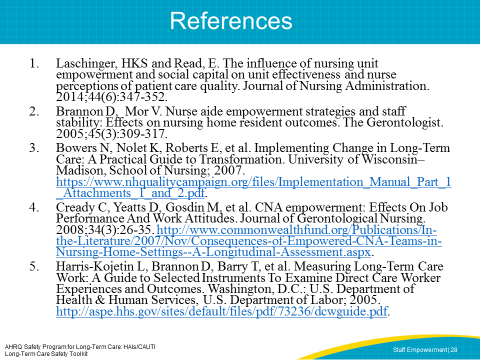 References
1. Laschinger, HKS and Read, E. The influence of nursing unit
empowerment and social capital on unit effectiveness and nurse
perceptions of patient care quality. Journal of Nursing Administration.
2014;44(6):347-352.
2. Brannon D, Mor V. Nurse aide empowerment strategies and staff
stability: Effects on nursing home resident outcomes. The Gerontologist.
2005;45(3):309-317.
3. Bowers N, Nolet K, Roberts E, et al. Implementing Change in Long-Term
Care: A Practical Guide to Transformation. University of Wisconsin–
Madison, School of Nursing; 2007.
https://www.nhqualitycampaign.org/files/Implementation_Manual_Part_1
_Attachments_1_and_2.pdf.
4. Cready C, Yeatts D, Gosdin M, et al. CNA empowerment: Effects On Job
Performance And Work Attitudes. Journal of Gerontological Nursing.
2008;34(3):26-35. http://www.commonwealthfund.org/Publications/In-
the-Literature/2007/Nov/Consequences-of-Empowered-CNA-Teams-in-
Nursing-Home-Settings--A-Longitudinal-Assessment.aspx.
5. Harris-Kojetin L, Brannon D, Barry T, et al. Measuring Long-Term Care
Work: A Guide to Selected Instruments To Examine Direct Care Worker
Experiences and Outcomes. Washington, D.C.: U.S. Department of
Health & Human Services, U.S. Department of Labor; 2005.
http://aspe.hhs.gov/sites/default/files/pdf/73236/dcwguide.pdf.
AHRQ Safety Program for Long-Term Care: HAIs/CAUTI
Long-Term Care Safety Toolkit
Staff Empowerment| 28